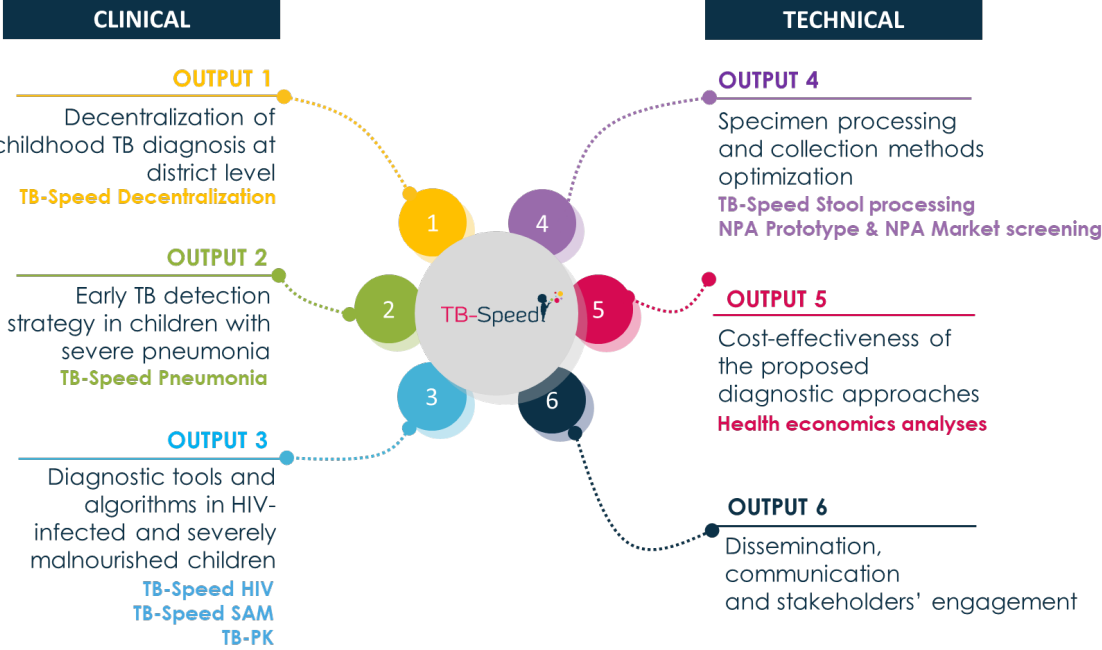 CLINICAL
OUTPUT 1
Decentralization of
childhood TB diagnosis at
district level
TB-Speed Decentralization
OUTPUT 2
Early TB detection
strategy in children with
severe pneumonia
TB-Speed Pneumonia
OUTPUT 3
Diagnostic tools and
algorithms in HIV-
infected and severely
malnourished children
TB-Speed HIV
TB-Speed SAM
TB-PK
1
2
3
TB-Speed
4
5
6
TECHNICAL
OUTPUT 4
Specimen processing
and collection methods
optimization
TB-Speed Stool processing
NPA Prototype & NPA Market screening
OUTPUT 5
Cost-effectiveness of
the proposed
diagnostic approaches
Health economics analyses
OUTPUT 6
Dissemination,
communication
and stakeholders’ engagement